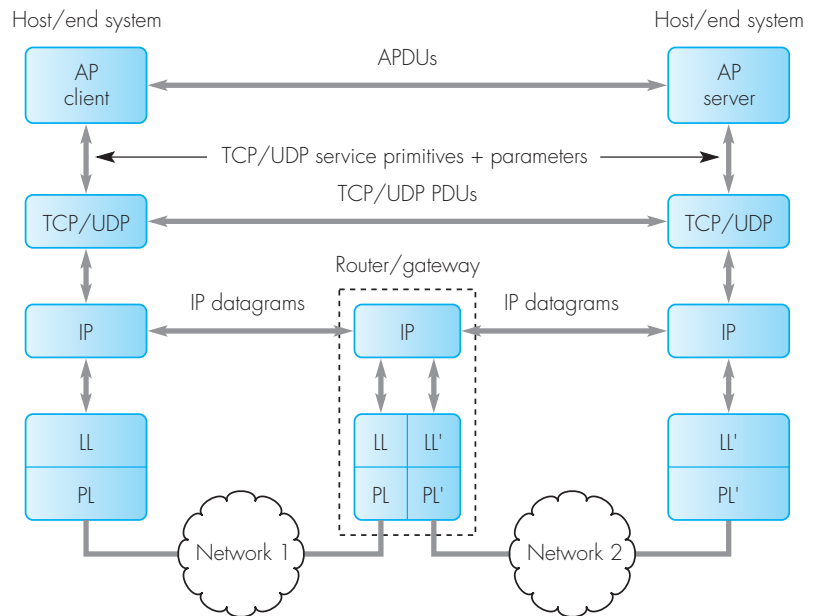 Host/end system
Host/end system
AP
client
APDUs
AP
server
TCP/UDP service primitives + parameters
TCP/UDP
TCP/UDP PDUs
TCP/UDP
Router/gateway
IP datagrams
IP datagrams
IP
IP
IP
LL
LL
LL'
LL'
PL
PL
PL'
PL'
Network 1
Network 2